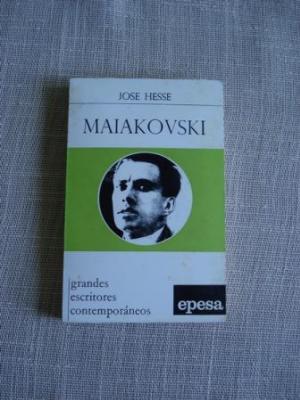 JOSE HESSE
MAIAKOVSKI
grandes
escritores
contemporáneos
epesa